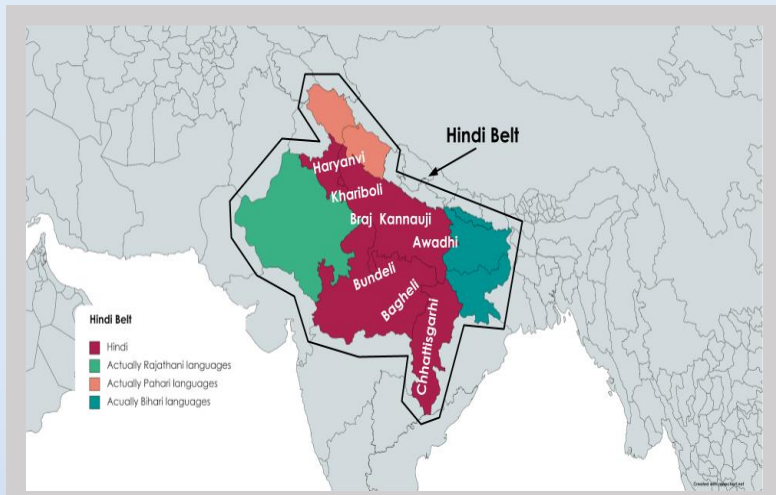 Hindi Belt
Haryanvi
Khariboli
Braj Kannauji
Awadhi
Bundeli
Bagheli
Chhattisgarhi
Hindi Belt
Hindi
Actually Rajathani languages
Actually Pahari languages
Acually Bihari languages